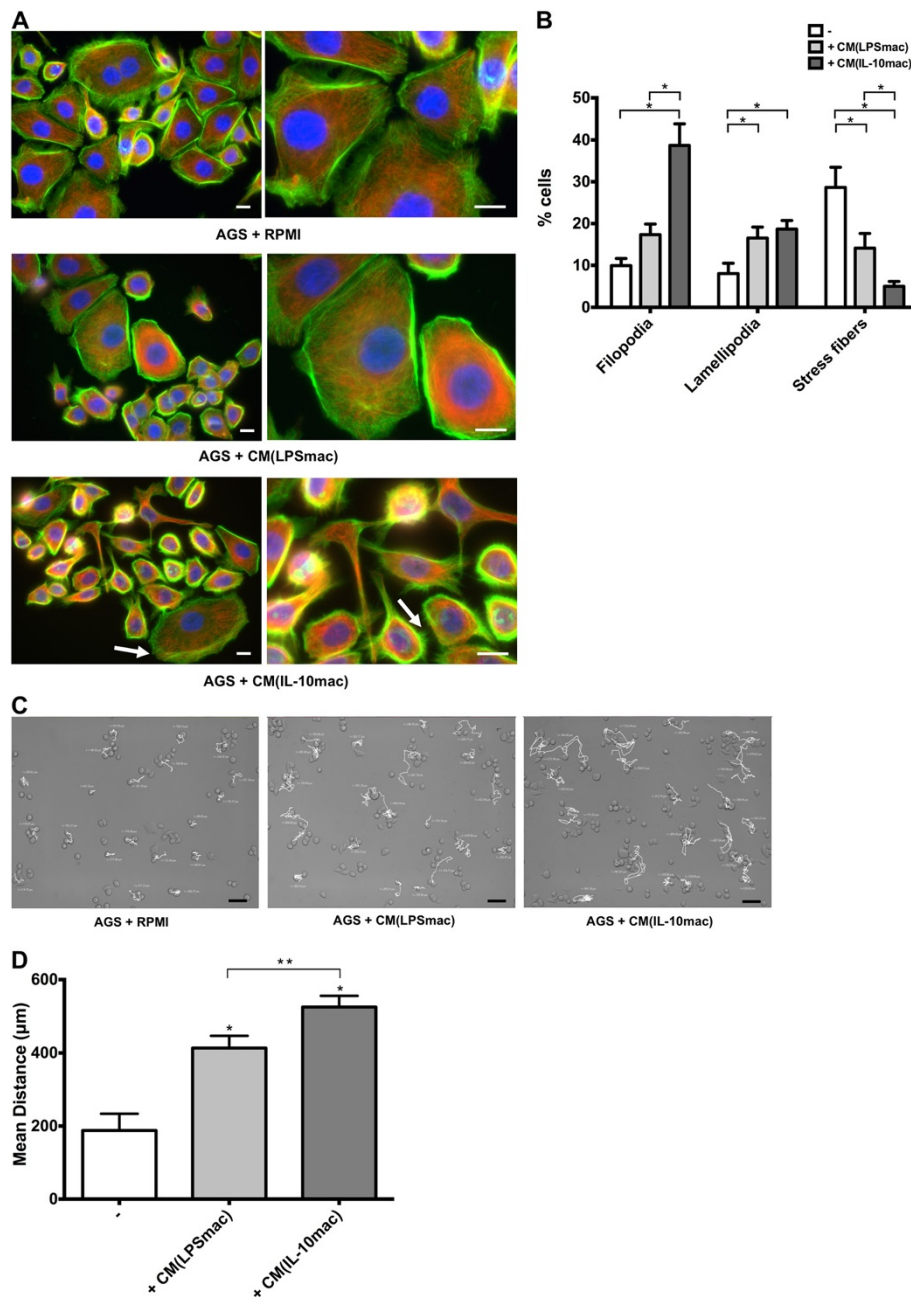 A
AGS + RPMI
AGS + CM(LPSmac)
AGS + CM(IL-10mac)
B
-
+ CM(LPSmac)
+ CM(IL-10mac)
% cells
50
40
30
20
10
0
*
*
*
*
*
*
*
Filopodia
Lamellipodia
Stress fibers
C
AGS + RPMI
AGS + CM(LPSmac)
AGS + CM(IL-10mac)
D
Mean Distance (µm)
600
400
200
0
**
*
*
-
+ CM(LPSmac)
+ CM(IL-10mac)